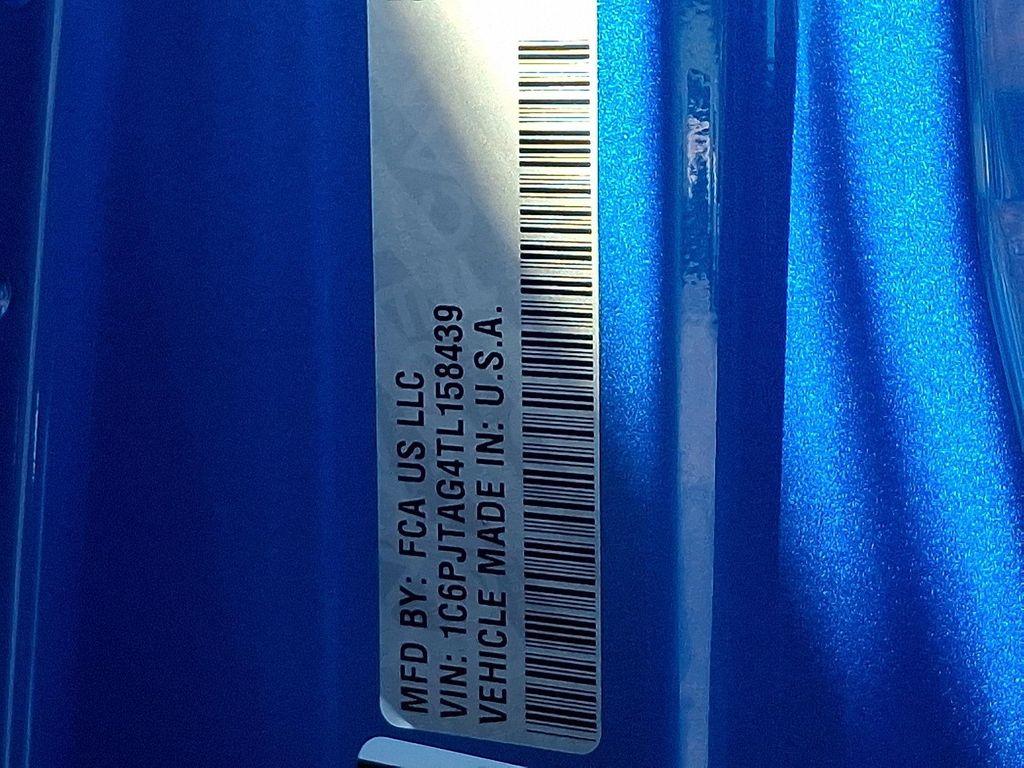 MFD BY: FCA US LLC
VIN: 1C6PJTAG4TL158439
VEHICLE MADE IN: U.S.A.